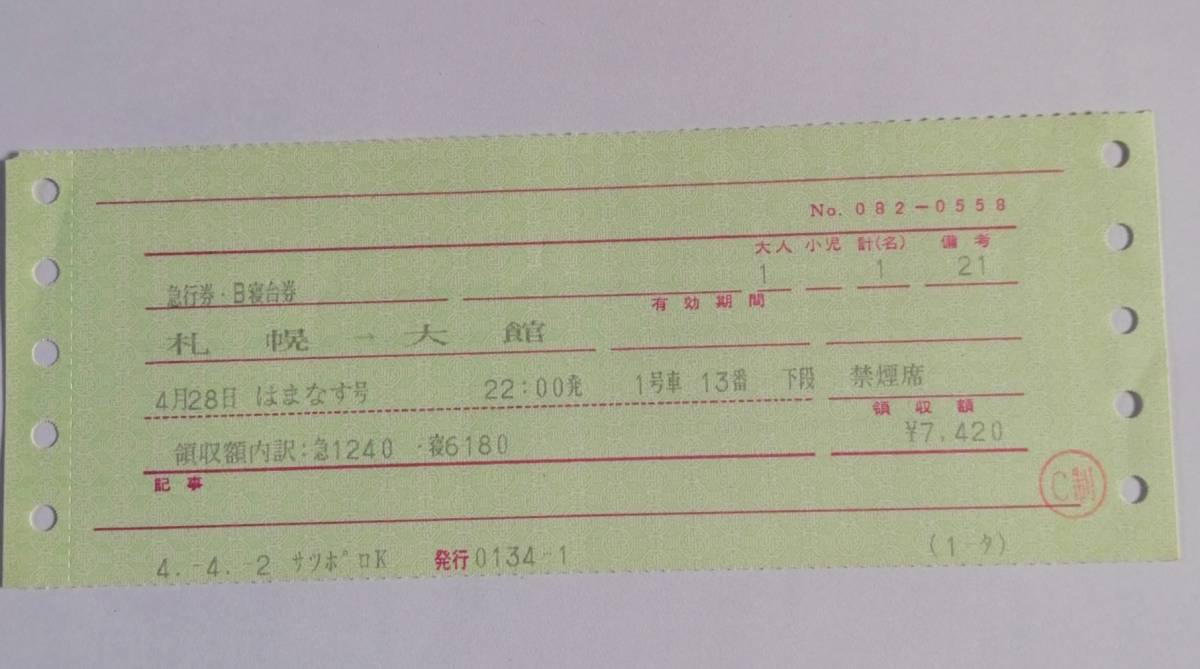 No. 082-0558
大人 小児 計(名) 備考
急行券・B寝台券 1 1 21
有効期間
札幌 → 大館
4月28日 はまなす号 22:00発 1号車 13番 下段 禁煙席
領収額
領収額内訳:急1240 ・寝6180 ¥7,420
記事
C制
4.-4.-2 サツポロK 発行0134-1 (1-タ)